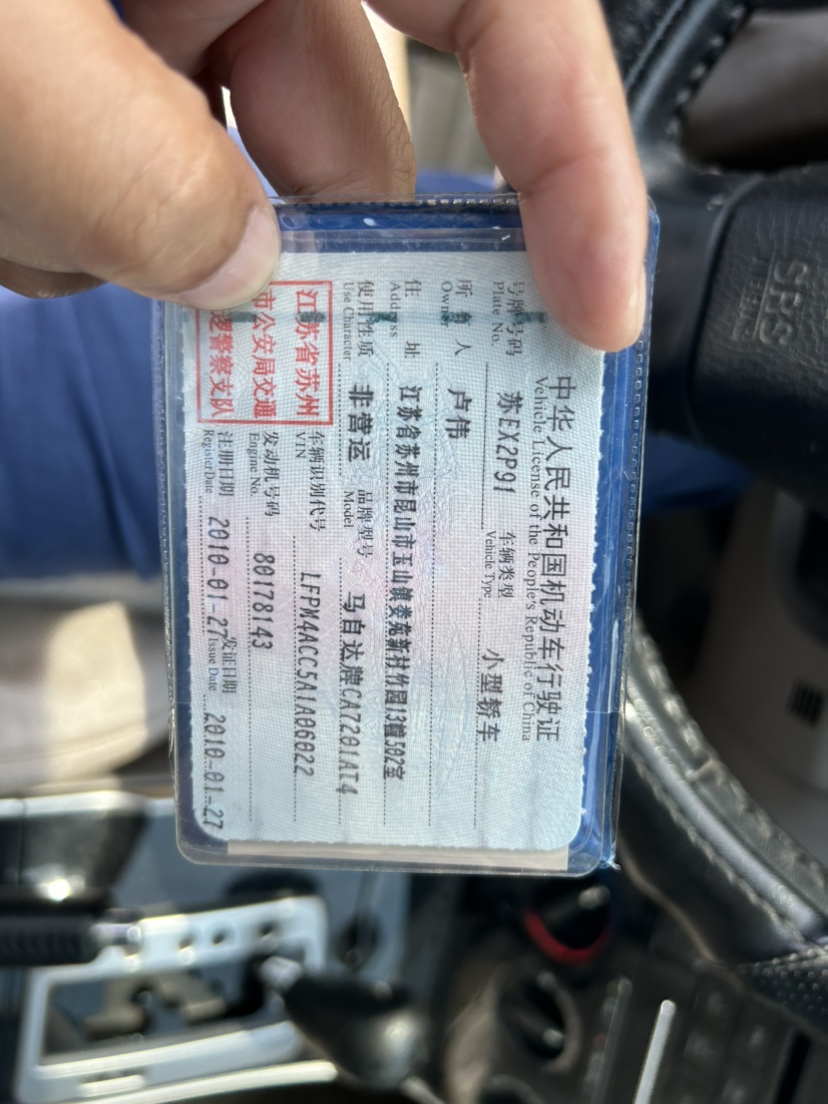 中华人民共和国机动车行驶证
Vehicle License of the People's Republic of China
号牌号码 苏EX2P91 车辆类型 小型轿车
Plate No. Vehicle Type
所有人 卢伟
Owner
住址 江苏省苏州市昆山市玉山镇娄苑新村竹园13幢502室
Address
使用性质 非营运 品牌型号 马自达牌CA7201AT4
Use Character Model
江苏省苏州
市公安局交通
巡警察支队
车辆识别代号 LFPM4ACC5A1A06022
VIN
发动机号码 80178143
Engine No.
注册日期 2010-01-27 发证日期 2010-01-27
Register Date Issue Date
SRS